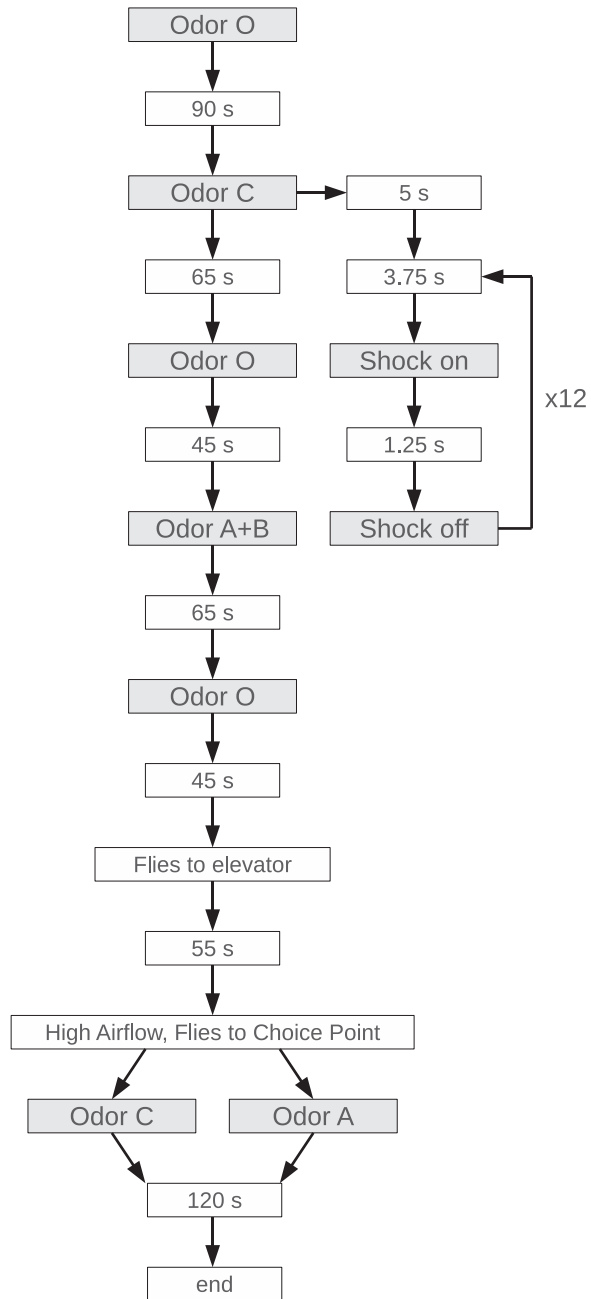 Odor O
90 s
Odor C
5 s
65 s
3.75 s
Odor O
Shock on
x12
45 s
1.25 s
Odor A+B
Shock off
65 s
Odor O
45 s
Flies to elevator
55 s
High Airflow, Flies to Choice Point
Odor C
Odor A
120 s
end